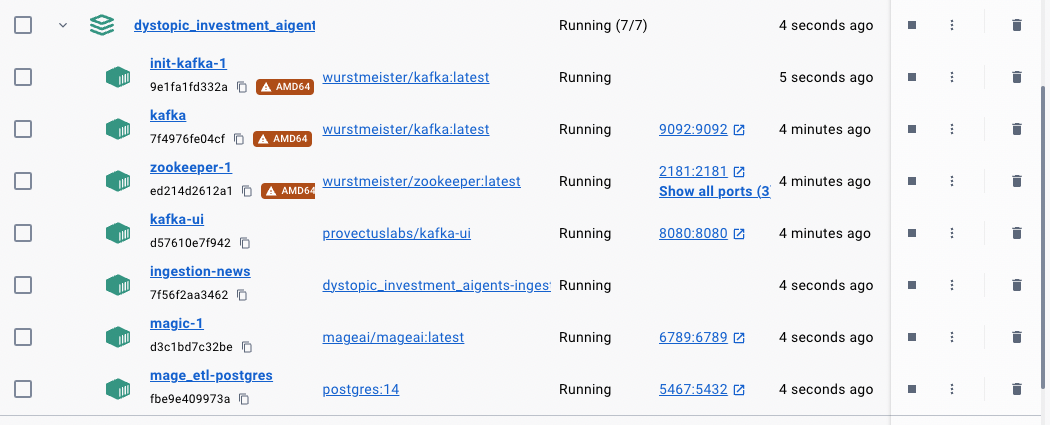 dystopic_investment_aigent Running (7/7) 4 seconds ago
init-kafka-1
9e1fa1fd332a AMD64 wurstmeister/kafka:latest Running 5 seconds ago
kafka
7f4976fe04cf AMD64 wurstmeister/kafka:latest Running 9092:9092 4 minutes ago
zookeeper-1
ed214d2612a1 AMD64 wurstmeister/zookeeper:latest Running 2181:2181 4 minutes ago
Show all ports (3
kafka-ui
d57610e7f942 provectuslabs/kafka-ui Running 8080:8080 4 minutes ago
ingestion-news
7f56f2aa3462 dystopic_investment_aigents-inges Running 4 seconds ago
magic-1
d3c1bd7c32be mageai/mageai:latest Running 6789:6789 4 seconds ago
mage_etl-postgres
fbe9e409973a postgres:14 Running 5467:5432 4 seconds ago